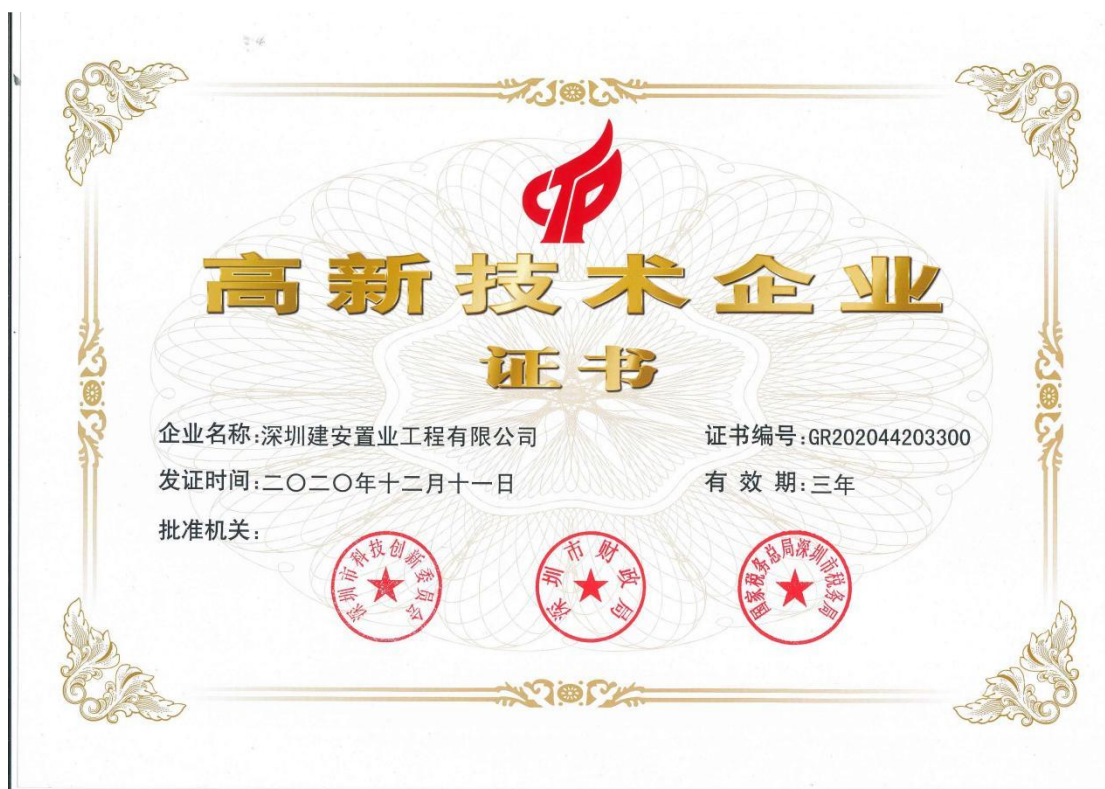 CTP
高新技术企业
证书
企业名称:深圳建安置业工程有限公司
证书编号:GR202044203300
发证时间:二〇二〇年十二月十一日
有 效 期:三年
批准机关:
深圳市科技创新委员会
深圳市财政局
国家税务总局深圳市税务局